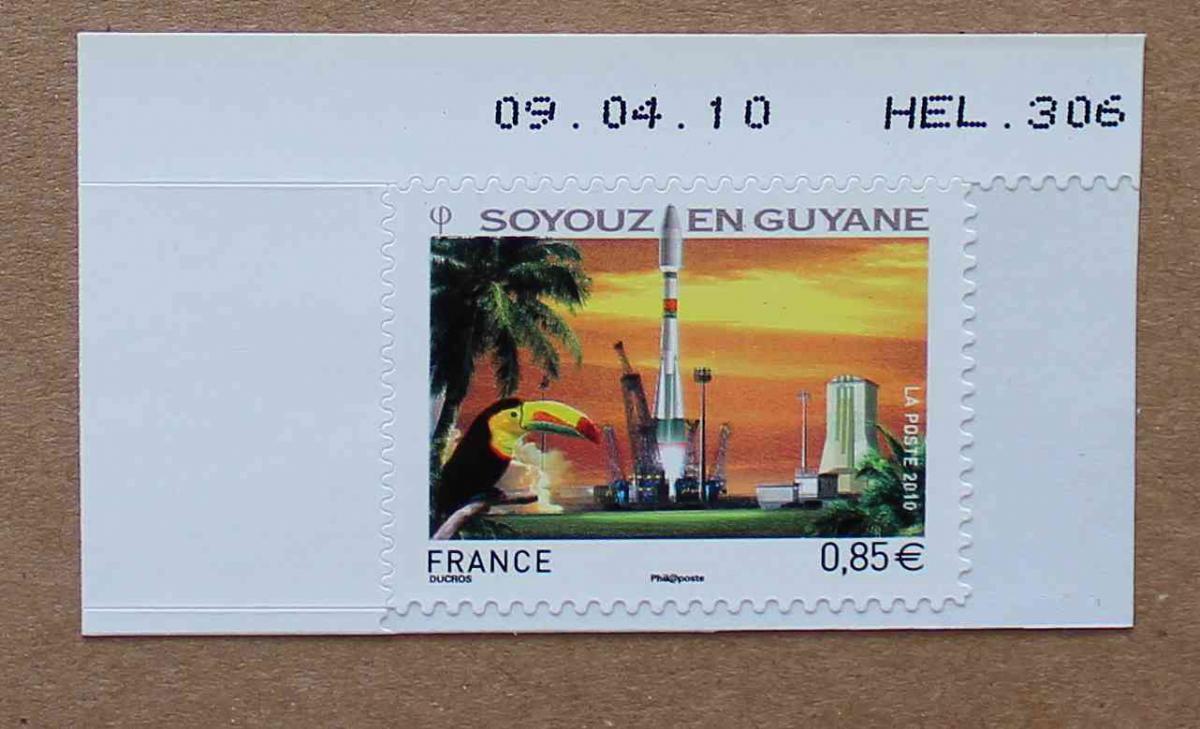 09.04.10 HEL.306
φ SOYOUZ EN GUYANE
LA POSTE 2010
FRANCE 0,85€
DUCROS Phil@poste